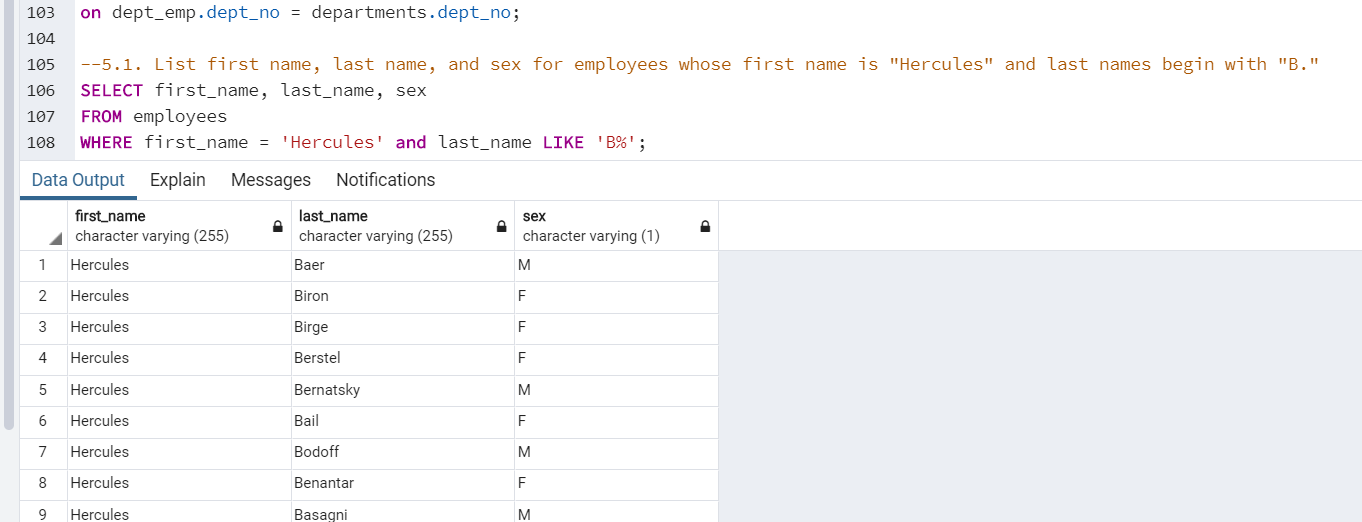 103 on dept_emp.dept_no = departments.dept_no;
104
105 --5.1. List first name, last name, and sex for employees whose first name is "Hercules" and last names begin with "B."
106 SELECT first_name, last_name, sex
107 FROM employees
108 WHERE first_name = 'Hercules' and last_name LIKE 'B%';
Data Output Explain Messages Notifications
first_name last_name sex
character varying (255) character varying (255) character varying (1)
1 Hercules Baer M
2 Hercules Biron F
3 Hercules Birge F
4 Hercules Berstel F
5 Hercules Bernatsky M
6 Hercules Bail F
7 Hercules Bodoff M
8 Hercules Benantar F
9 Hercules Basagni M